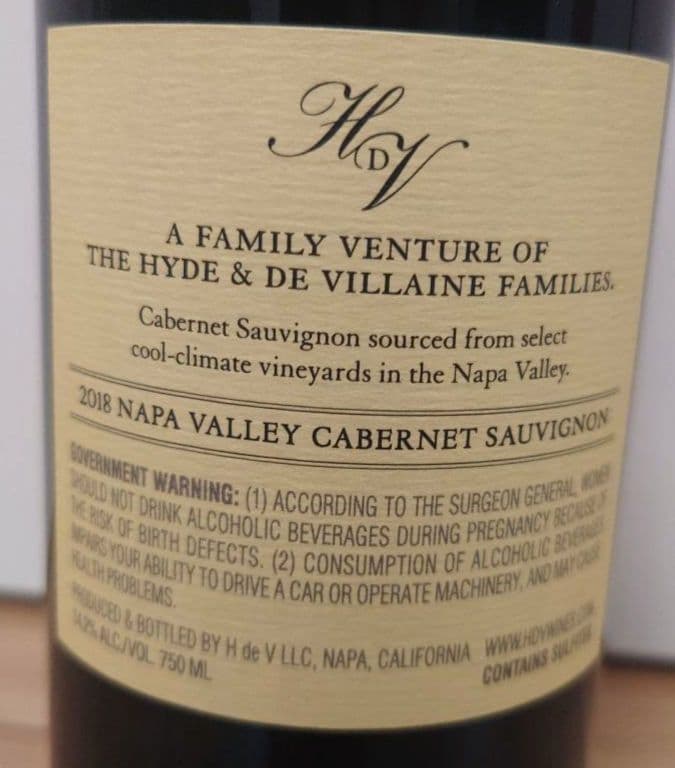 HDV
A FAMILY VENTURE OF
THE HYDE & DE VILLAINE FAMILIES.
Cabernet Sauvignon sourced from select
cool-climate vineyards in the Napa Valley.
2018 NAPA VALLEY CABERNET SAUVIGNON
GOVERNMENT WARNING: (1) ACCORDING TO THE SURGEON GENERAL, WOMEN
SHOULD NOT DRINK ALCOHOLIC BEVERAGES DURING PREGNANCY BECAUSE OF
THE RISK OF BIRTH DEFECTS. (2) CONSUMPTION OF ALCOHOLIC BEVERAGES
IMPAIRS YOUR ABILITY TO DRIVE A CAR OR OPERATE MACHINERY, AND MAY CAUSE
HEALTH PROBLEMS.
PRODUCED & BOTTLED BY H de V LLC, NAPA, CALIFORNIA WWW.HDVWINES.COM
14.2% ALC/VOL 750 ML CONTAINS SULFITES